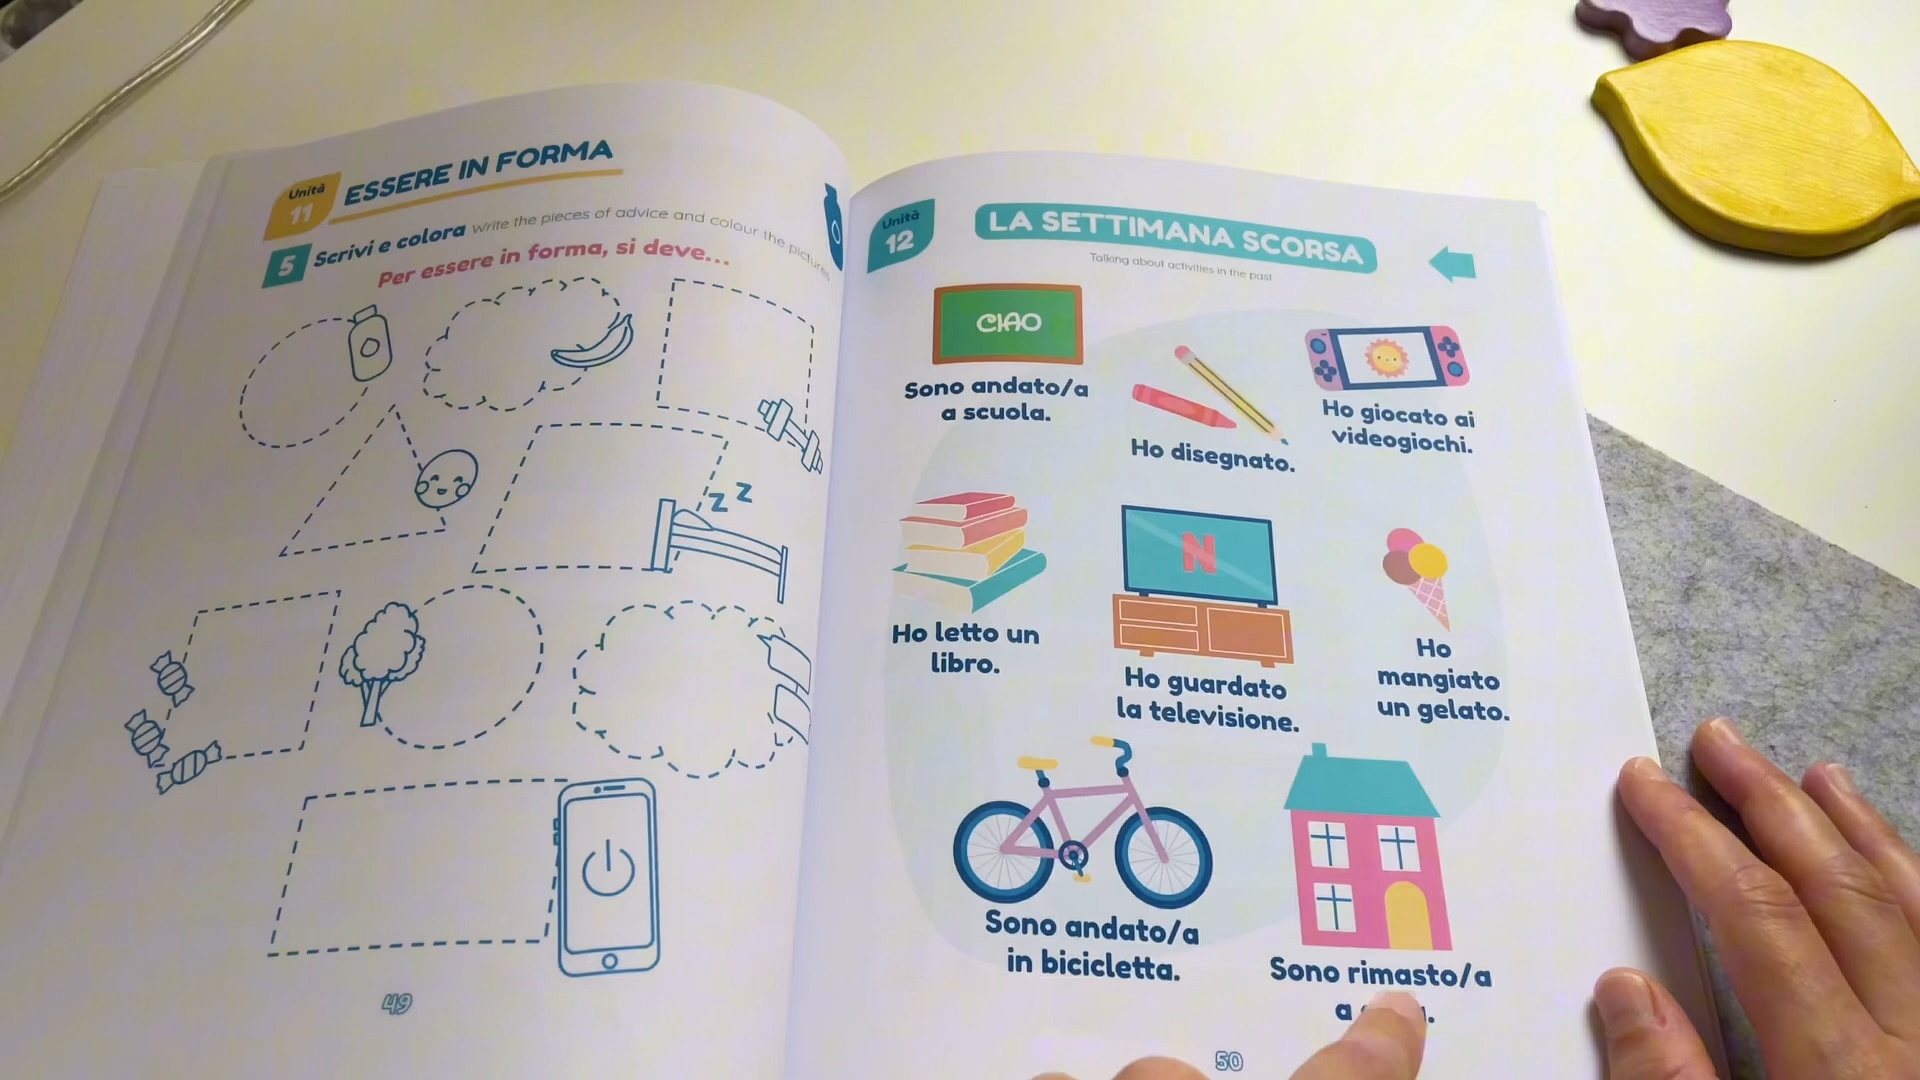 Unità
11
ESSERE IN FORMA
5
Scrivi e colora Write the pieces of advice and colour the pictures.
Per essere in forma, si deve...
Z Z
49
Unità
12
LA SETTIMANA SCORSA
Talking about activities in the past
CIAO
Sono andato/a
a scuola.
Ho disegnato.
Ho giocato ai
videogiochi.
Ho letto un
libro.
N
Ho guardato
la televisione.
Ho
mangiato
un gelato.
Sono andato/a
in bicicletta.
Sono rimasto/a
a
50